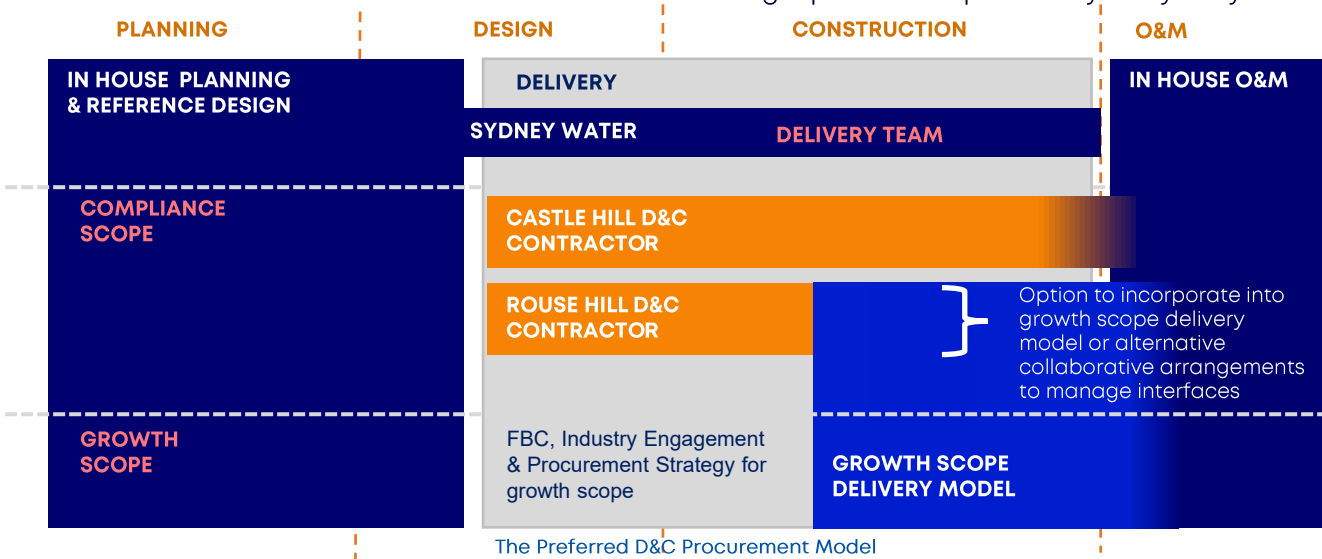 PLANNING
DESIGN
CONSTRUCTION
O&M
IN HOUSE PLANNING
& REFERENCE DESIGN
DELIVERY
IN HOUSE O&M
SYDNEY WATER
DELIVERY TEAM
COMPLIANCE
SCOPE
CASTLE HILL D&C
CONTRACTOR
ROUSE HILL D&C
CONTRACTOR
Option to incorporate into
growth scope delivery
model or alternative
collaborative arrangements
to manage interfaces
GROWTH
SCOPE
FBC, Industry Engagement
& Procurement Strategy for
growth scope
GROWTH SCOPE
DELIVERY MODEL
The Preferred D&C Procurement Model